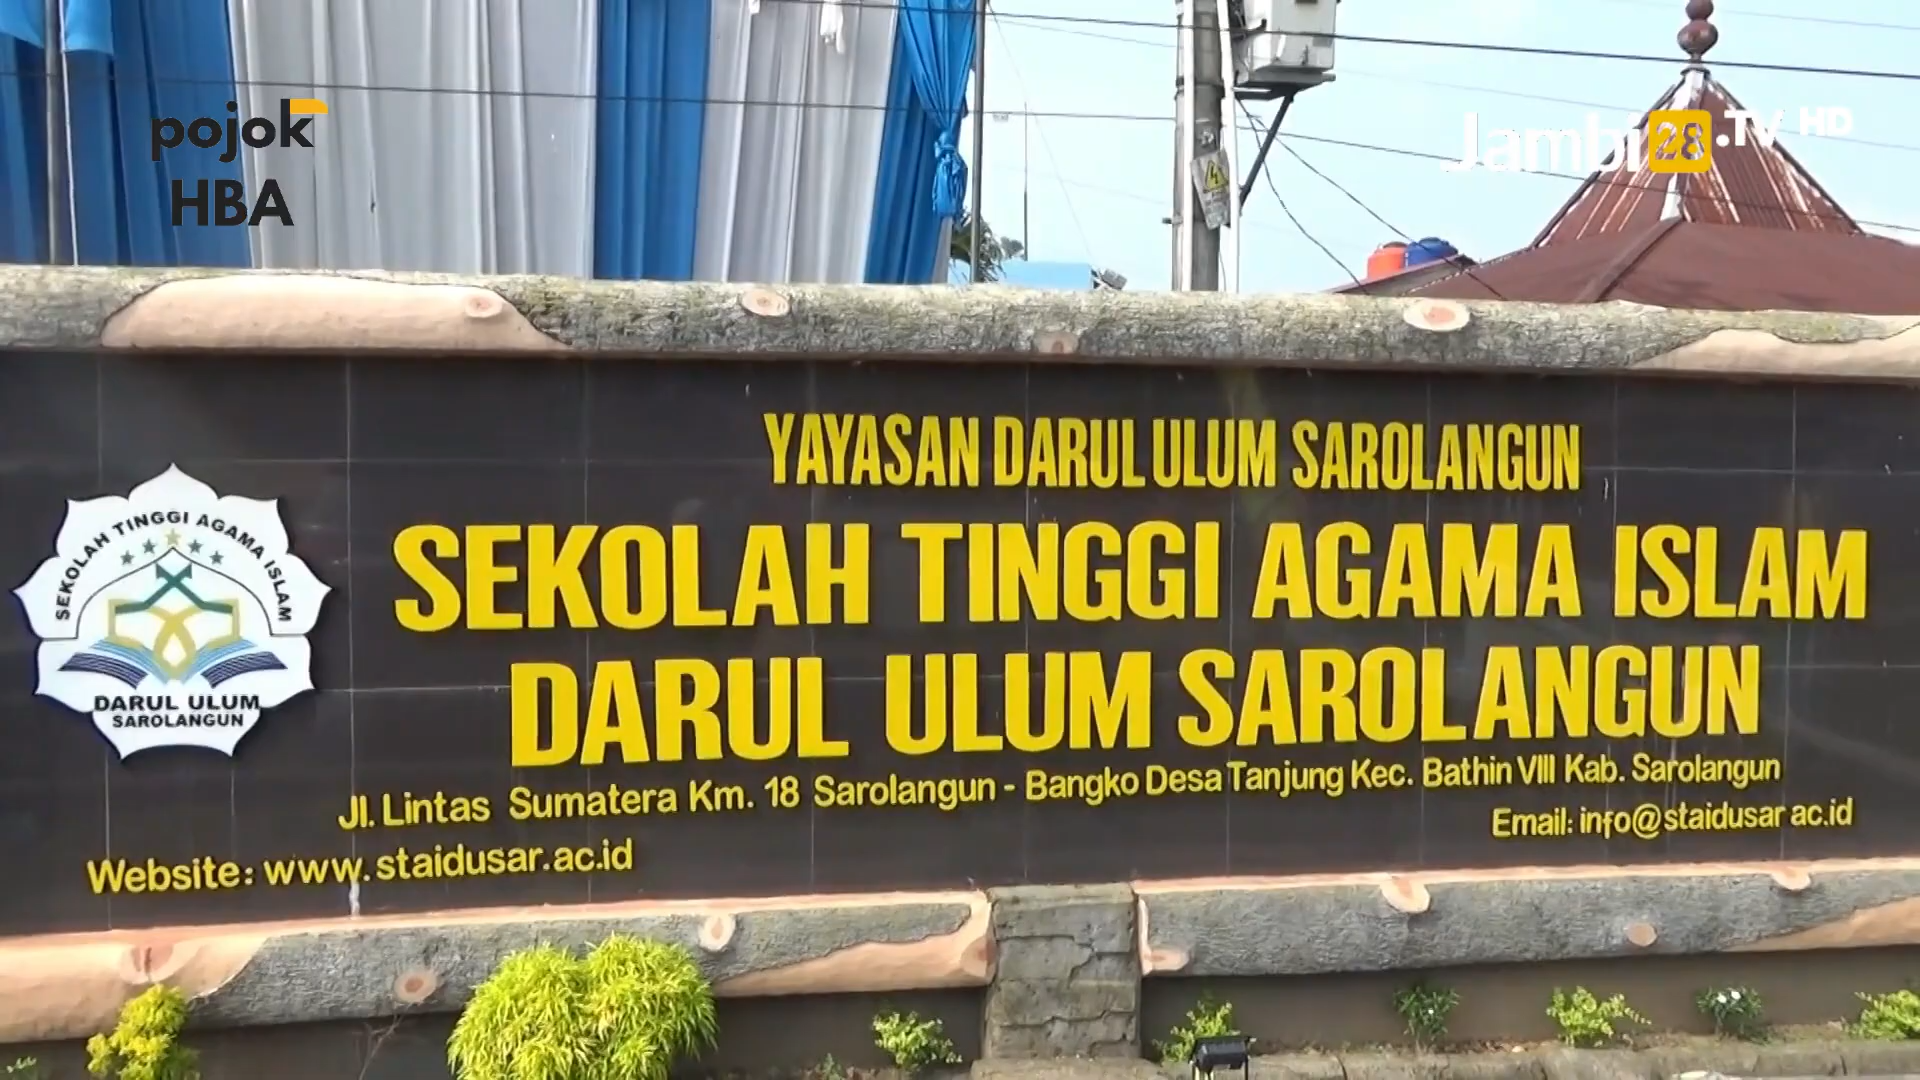 pojok
HBA
Jambi28.TV HD
YAYASAN DARUL ULUM SAROLANGUN
SEKOLAH TINGGI AGAMA ISLAM
DARUL ULUM SAROLANGUN
Jl. Lintas Sumatera Km. 18 Sarolangun - Bangko Desa Tanjung Kec. Bathin VIII Kab. Sarolangun
Email: info@staidusar ac.id
Website: www.staidusar.ac.id
SEKOLAH TINGGI AGAMA ISLAM
DARUL ULUM
SAROLANGUN